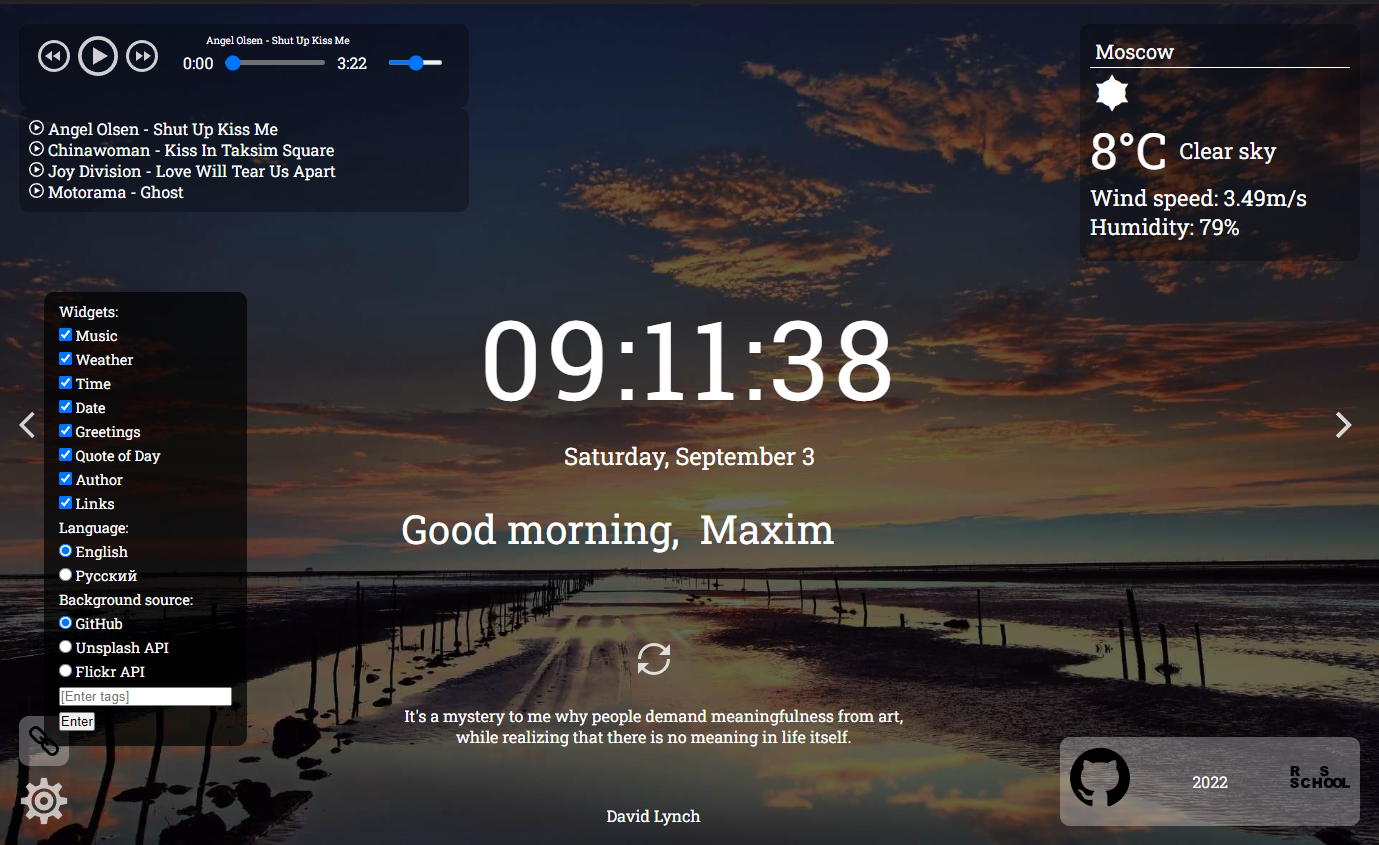 Angel Olsen - Shut Up Kiss Me
0:00
3:22
Angel Olsen - Shut Up Kiss Me
Chinawoman - Kiss In Taksim Square
Joy Division - Love Will Tear Us Apart
Motorama - Ghost
Moscow
8°C Clear sky
Wind speed: 3.49m/s
Humidity: 79%
Widgets:
Music
Weather
Time
Date
Greetings
Quote of Day
Author
Links
Language:
English
Русский
Background source:
GitHub
Unsplash API
Flickr API
[Enter tags]
Enter
09:11:38
Saturday, September 3
Good morning, Maxim
It's a mystery to me why people demand meaningfulness from art,
while realizing that there is no meaning in life itself.
David Lynch
2022
R S
SCHOOL